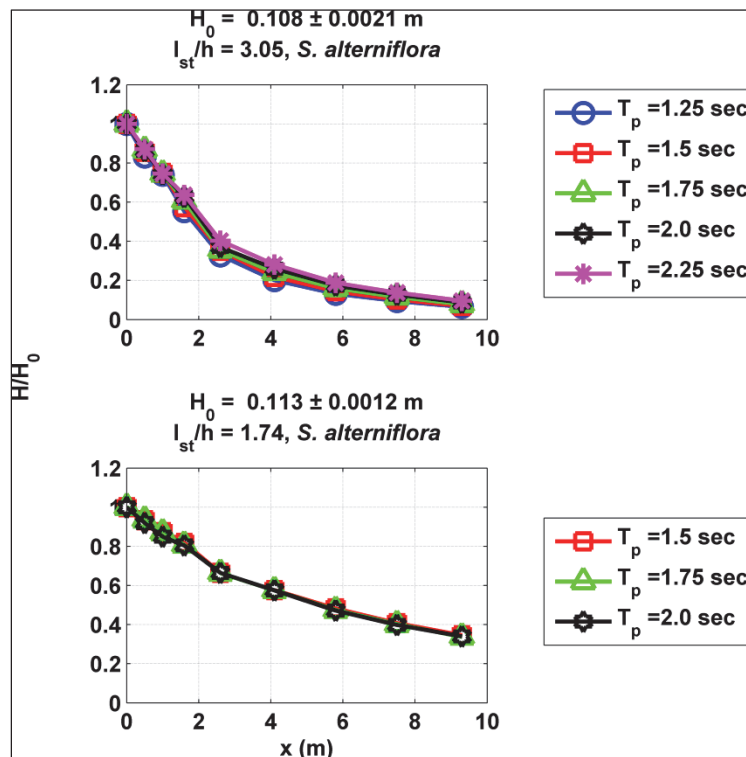 H0 = 0.108 ± 0.0021 m
lst/h = 3.05, S. alterniflora
1.2
1
0.8
0.6
0.4
0.2
0
0 2 4 6 8 10
Tp =1.25 sec
Tp =1.5 sec
Tp =1.75 sec
Tp =2.0 sec
Tp =2.25 sec
H/H0
H0 = 0.113 ± 0.0012 m
lst/h = 1.74, S. alterniflora
1.2
1
0.8
0.6
0.4
0.2
0
0 2 4 6 8 10
x (m)
Tp =1.5 sec
Tp =1.75 sec
Tp =2.0 sec